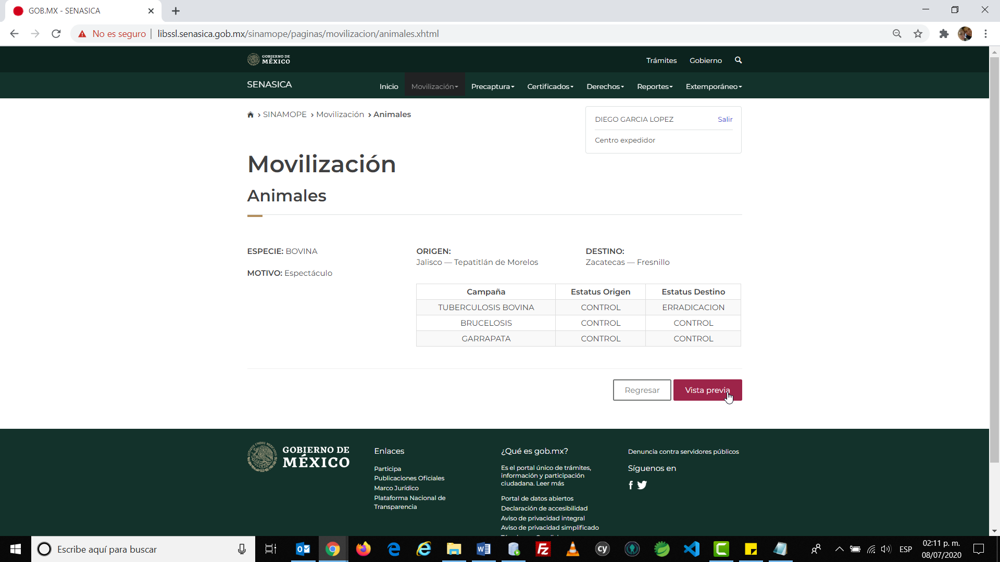 GOB.MX - SENASICA
No es seguro | libssl.senasica.gob.mx/sinamope/paginas/movilizacion/animales.xhtml
GOBIERNO DE MÉXICO
Trámites Gobierno
SENASICA
Inicio Movilización Precaptura Certificados Derechos Reportes Extemporáneo
SINAMOPE Movilización Animales
DIEGO GARCIA LOPEZ Salir
Centro expedidor
Movilización
Animales
ESPECIE: BOVINA
MOTIVO: Espectáculo
ORIGEN:
Jalisco — Tepatitlán de Morelos
DESTINO:
Zacatecas — Fresnillo
Campaña Estatus Origen Estatus Destino
TUBERCULOSIS BOVINA CONTROL ERRADICACION
BRUCELOSIS CONTROL CONTROL
GARRAPATA CONTROL CONTROL
Regresar Vista previa
GOBIERNO DE
MÉXICO
Enlaces
Participa
Publicaciones Oficiales
Marco Jurídico
Plataforma Nacional de
Transparencia
¿Qué es gob.mx?
Es el portal único de trámites,
información y participación
ciudadana. Leer más
Portal de datos abiertos
Declaración de accesibilidad
Aviso de privacidad integral
Aviso de privacidad simplificado
Denuncia contra servidores públicos
Síguenos en
Escribe aquí para buscar
ESP
02:11 p. m.
08/07/2020